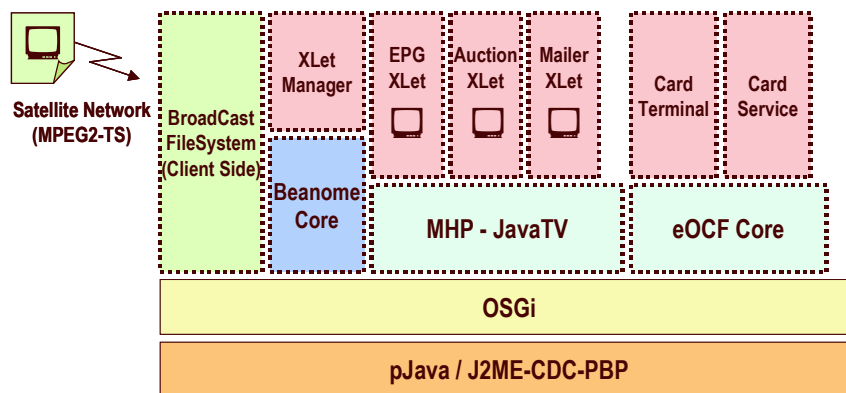 Satellite Network
(MPEG2-TS)
BroadCast
FileSystem
(Client Side)
XLet
Manager
Beanome
Core
EPG
XLet
Auction
XLet
Mailer
XLet
MHP - JavaTV
Card
Terminal
Card
Service
eOCF Core
OSGi
pJava / J2ME-CDC-PBP